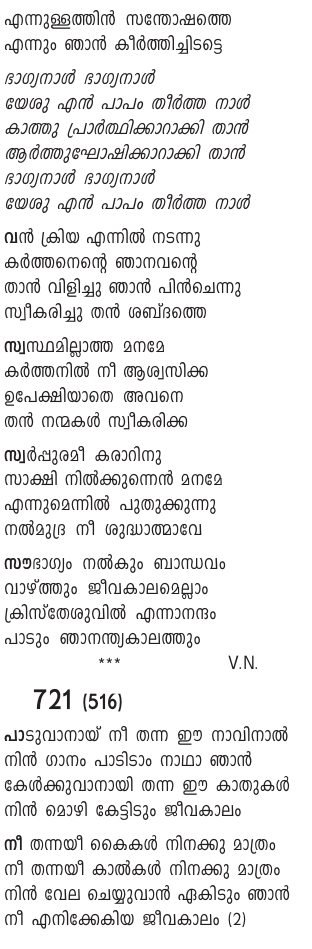 എന്നുള്ളത്തിൻ സന്തോഷത്തെ
എന്നും ഞാൻ കീർത്തിച്ചിടട്ടെ
ഭാഗ്യനാൾ ഭാഗ്യനാൾ
യേശു എൻ പാപം തീർത്ത നാൾ
കാത്തു പ്രാർത്ഥിക്കാറാക്കി താൻ
ആർത്തുഘോഷിക്കാറാക്കി താൻ
ഭാഗ്യനാൾ ഭാഗ്യനാൾ
യേശു എൻ പാപം തീർത്ത നാൾ
വൻ ക്രിയ എന്നിൽ നടന്നു
കർത്തനെന്റെ ഞാനവന്റെ
താൻ വിളിച്ചു ഞാൻ പിൻചെന്നു
സ്വീകരിച്ചു തൻ ശബ്ദത്തെ
സ്വസ്ഥമില്ലാത്ത മനമേ
കർത്തനിൽ നീ ആശ്വസിക്ക
ഉപേക്ഷിയാതെ അവനെ
തൻ നന്മകൾ സ്വീകരിക്ക
സ്വർപ്പുരമീ കരാറിനു
സാക്ഷി നിൽക്കുന്നെൻ മനമേ
എന്നുമെന്നിൽ പുതുക്കുന്നു
നൽമുദ്ര നീ ശുദ്ധാത്മാവേ
സൗഭാഗ്യം നൽകും ബാന്ധവം
വാഴ്ത്തും ജീവകാലമെല്ലാം
ക്രിസ്തേശുവിൽ എന്നാനന്ദം
പാടും ഞാനന്ത്യകാലത്തും
*** V.N.
721 (516)
പാടുവാനായ് നീ തന്ന ഈ നാവിനാൽ
നിൻ ഗാനം പാടിടാം നാഥാ ഞാൻ
കേൾക്കുവാനായി തന്ന ഈ കാതുകൾ
നിൻ മൊഴി കേട്ടിടും ജീവകാലം
നീ തന്നയീ കൈകൾ നിനക്കു മാത്രം
നീ തന്നയീ കാൽകൾ നിനക്കു മാത്രം
നിൻ വേല ചെയ്യുവാൻ ഏകിടും ഞാൻ
നീ എനിക്കേകിയ ജീവകാലം (2)